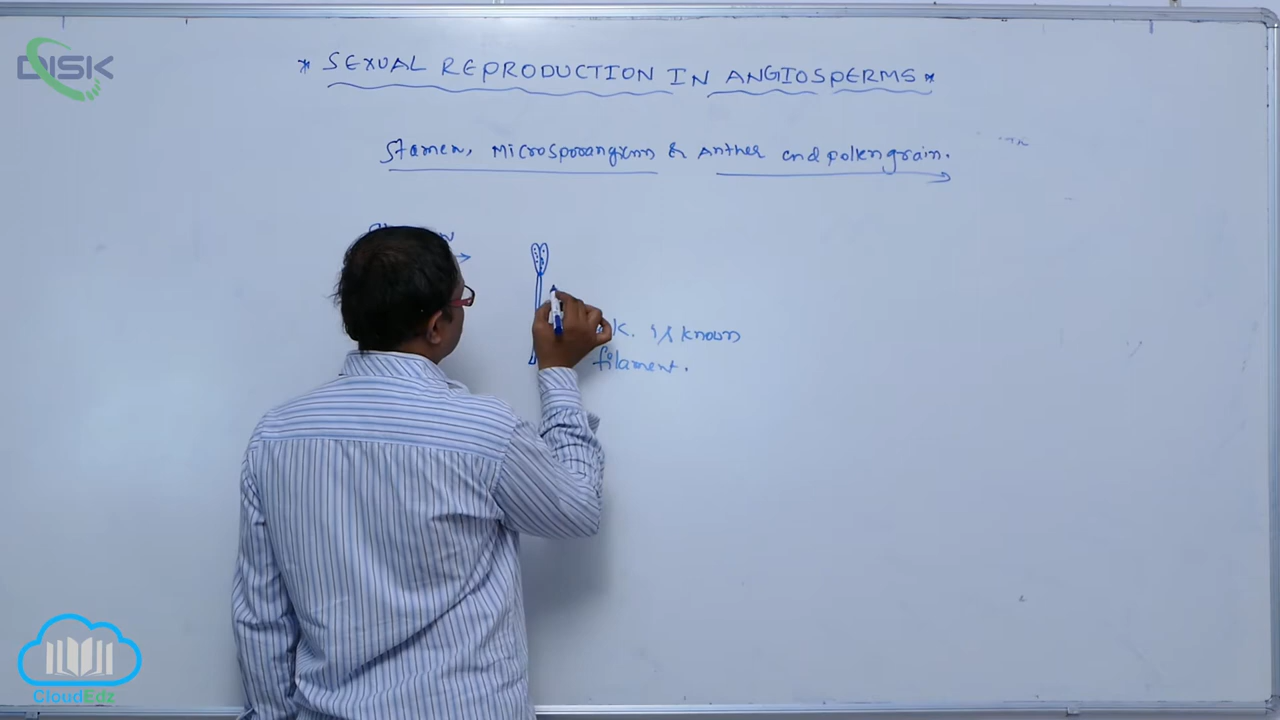 DISK
* SEXUAL REPRODUCTION IN ANGIOSPERMS *
Stamen, Microsporangium & Anther and pollen grain.
K. is known
filament.
CloudEdz